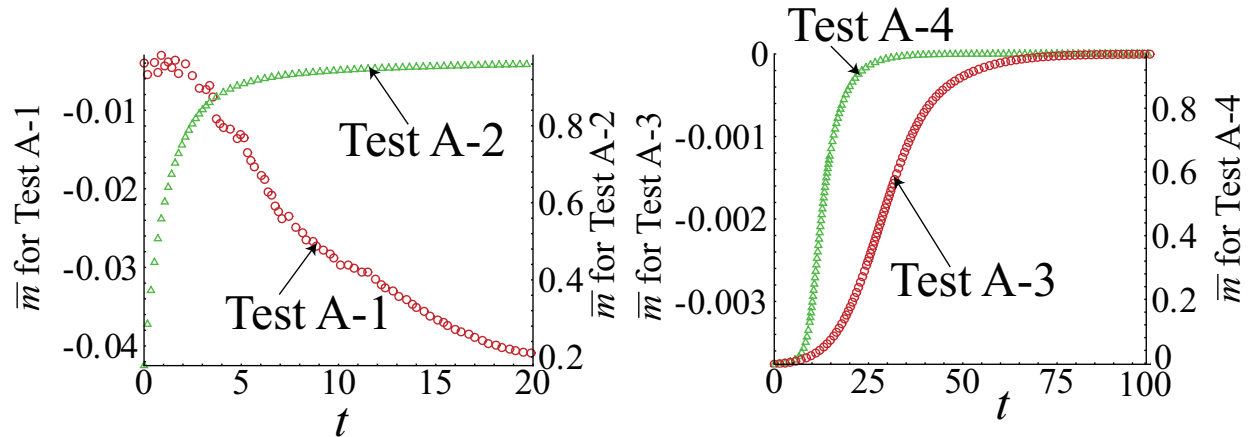 m̅ for Test A-1
-0.01
-0.02
-0.03
-0.04
0
5
10
15
20
t
0.8
0.6
0.4
0.2
m̅ for Test A-2
Test A-2
Test A-1
m̅ for Test A-3
0
-0.001
-0.002
-0.003
0
25
50
75
100
t
0.8
0.6
0.4
0.2
0
m̅ for Test A-4
Test A-4
Test A-3